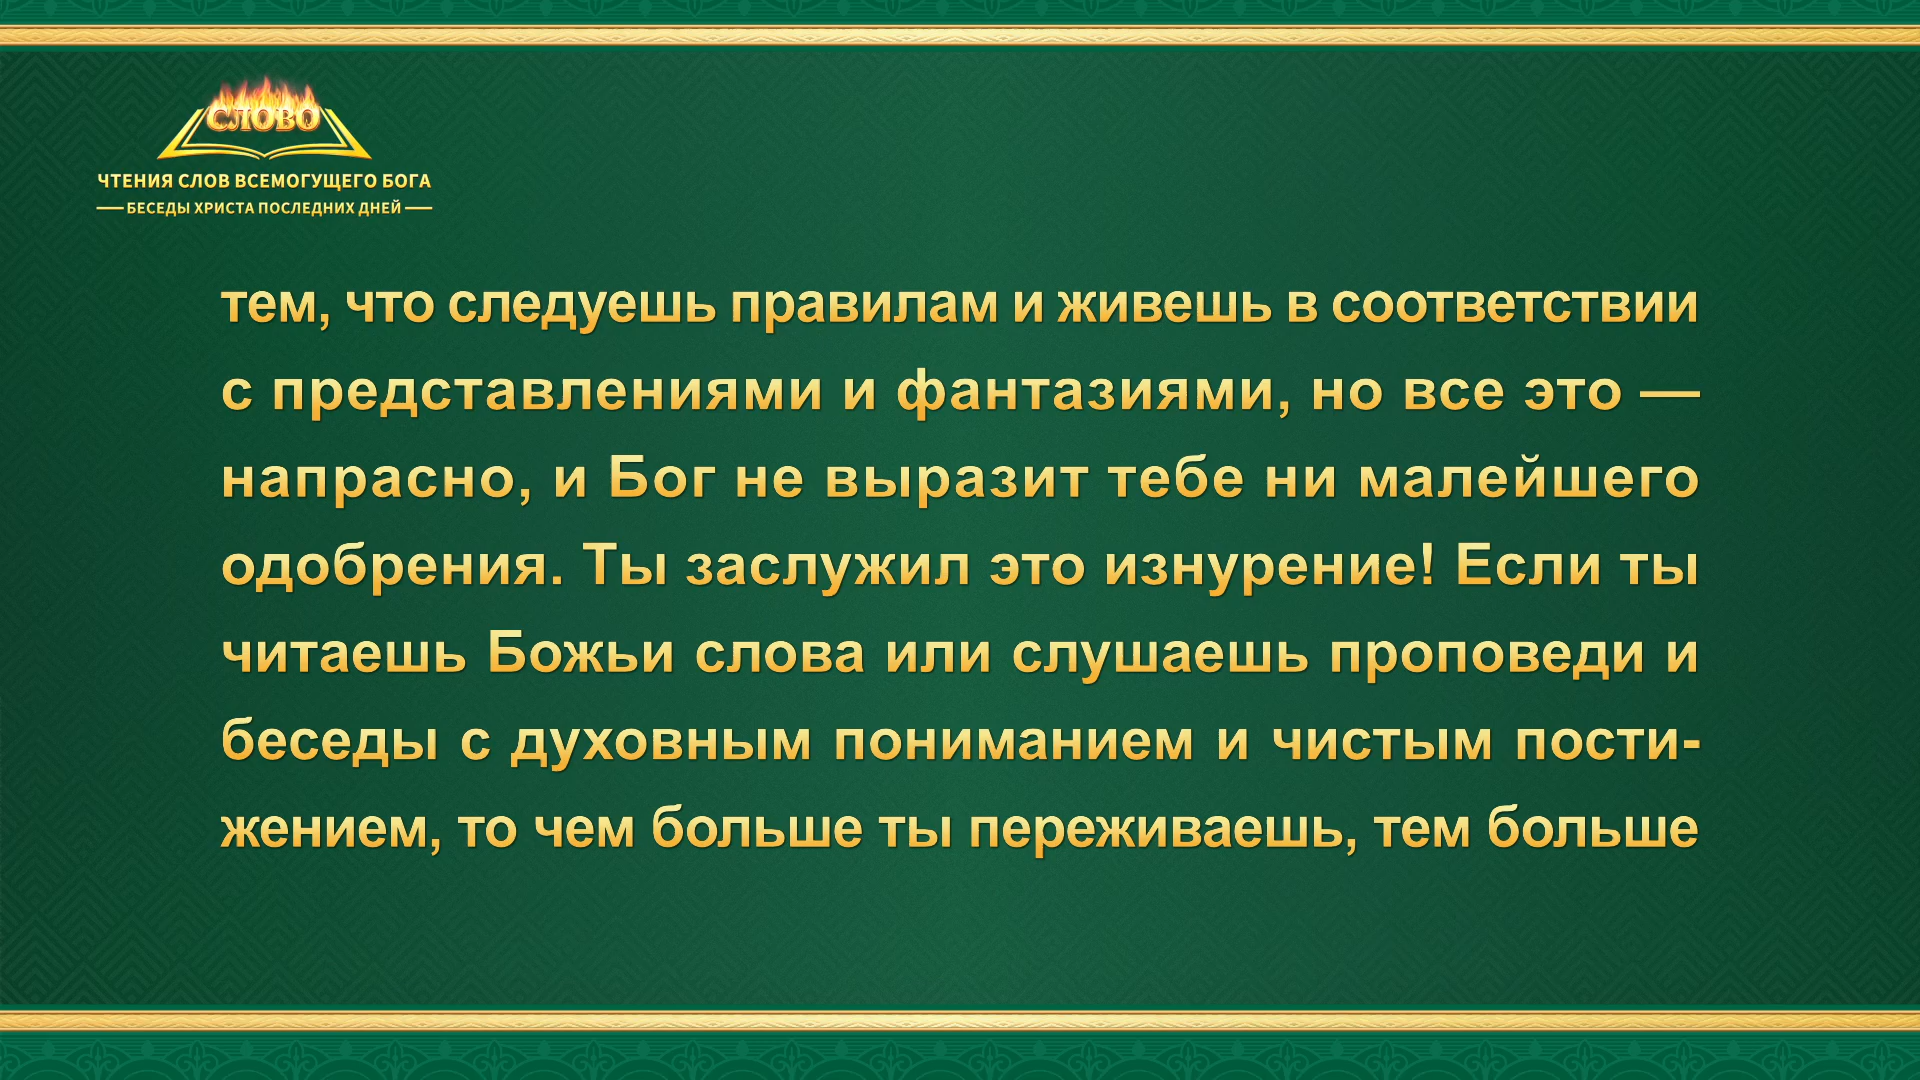 СЛОВО
ЧТЕНИЯ СЛОВ ВСЕМОГУЩЕГО БОГА
БЕСЕДЫ ХРИСТА ПОСЛЕДНИХ ДНЕЙ
тем, что следуешь правилам и живешь в соответствии
с представлениями и фантазиями, но все это —
напрасно, и Бог не выразит тебе ни малейшего
одобрения. Ты заслужил это изнурение! Если ты
читаешь Божьи слова или слушаешь проповеди и
беседы с духовным пониманием и чистым пости-
жением, то чем больше ты переживаешь, тем больше